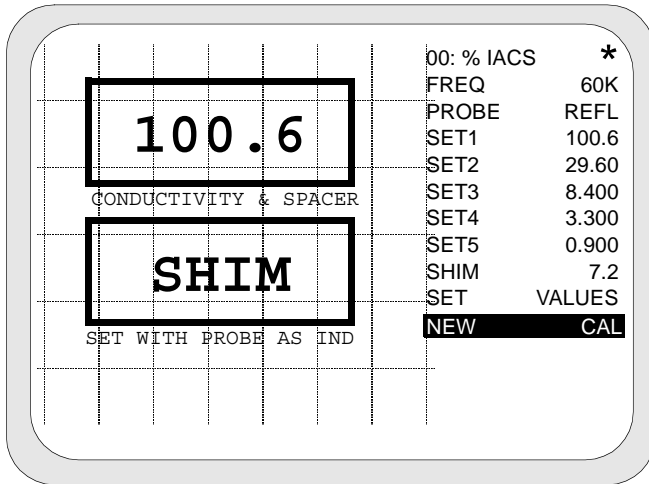 100.6
CONDUCTIVITY & SPACER
SHIM
SET WITH PROBE AS IND
00: % IACS *
FREQ 60K
PROBE REFL
SET1 100.6
SET2 29.60
SET3 8.400
SET4 3.300
SET5 0.900
SHIM 7.2
SET VALUES
NEW CAL